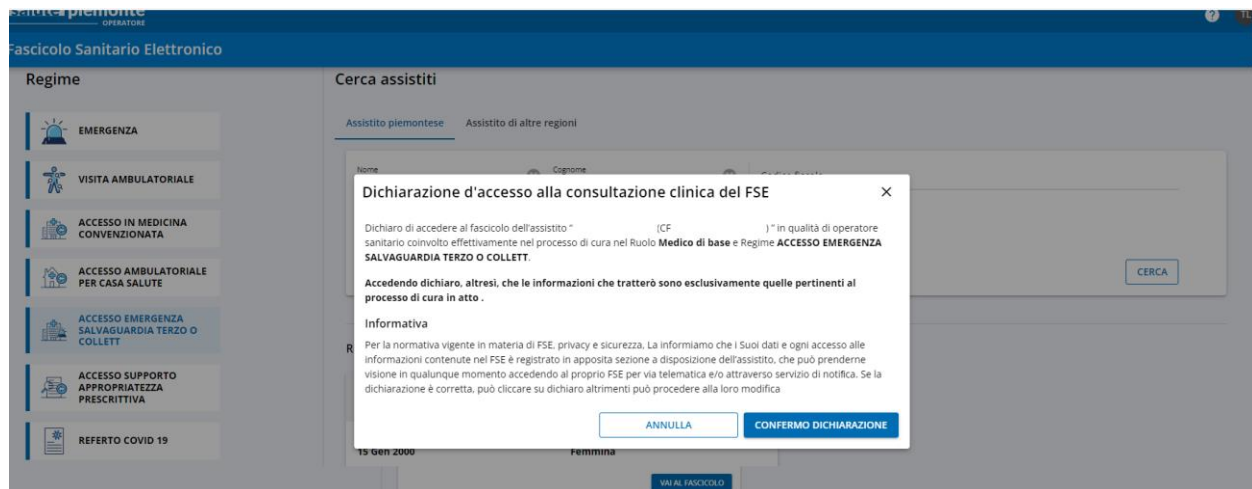 salute piemonte
OPERATORE
Fascicolo Sanitario Elettronico
Regime
EMERGENZA
VISITA AMBULATORIALE
ACCESSO IN MEDICINA
CONVENZIONATA
ACCESSO AMBULATORIALE
PER CASA SALUTE
ACCESSO EMERGENZA
SALVAGUARDIA TERZO O
COLLETT
ACCESSO SUPPORTO
APPROPRIATEZZA
PRESCRITTIVA
REFERTO COVID 19
Cerca assistiti
Assistito piemontese Assistito di altre regioni
Nome Cognome Codice fiscale
Dichiarazione d'accesso alla consultazione clinica del FSE
Dichiaro di accedere al fascicolo dell'assistito " (CF ) " in qualità di operatore
sanitario coinvolto effettivamente nel processo di cura nel Ruolo Medico di base e Regime ACCESSO EMERGENZA
SALVAGUARDIA TERZO O COLLETT.
Accedendo dichiaro, altresì, che le informazioni che tratterò sono esclusivamente quelle pertinenti al
processo di cura in atto .
Informativa
Per la normativa vigente in materia di FSE, privacy e sicurezza, La informiamo che i Suoi dati e ogni accesso alle
informazioni contenute nel FSE è registrato in apposita sezione a disposizione dell'assistito, che può prenderne
visione in qualunque momento accedendo al proprio FSE per via telematica e/o attraverso servizio di notifica. Se la
dichiarazione è corretta, può cliccare su dichiaro altrimenti può procedere alla loro modifica
ANNULLA CONFERMO DICHIARAZIONE
CERCA
15 Gen 2000 Femmina
VAI AL FASCICOLO